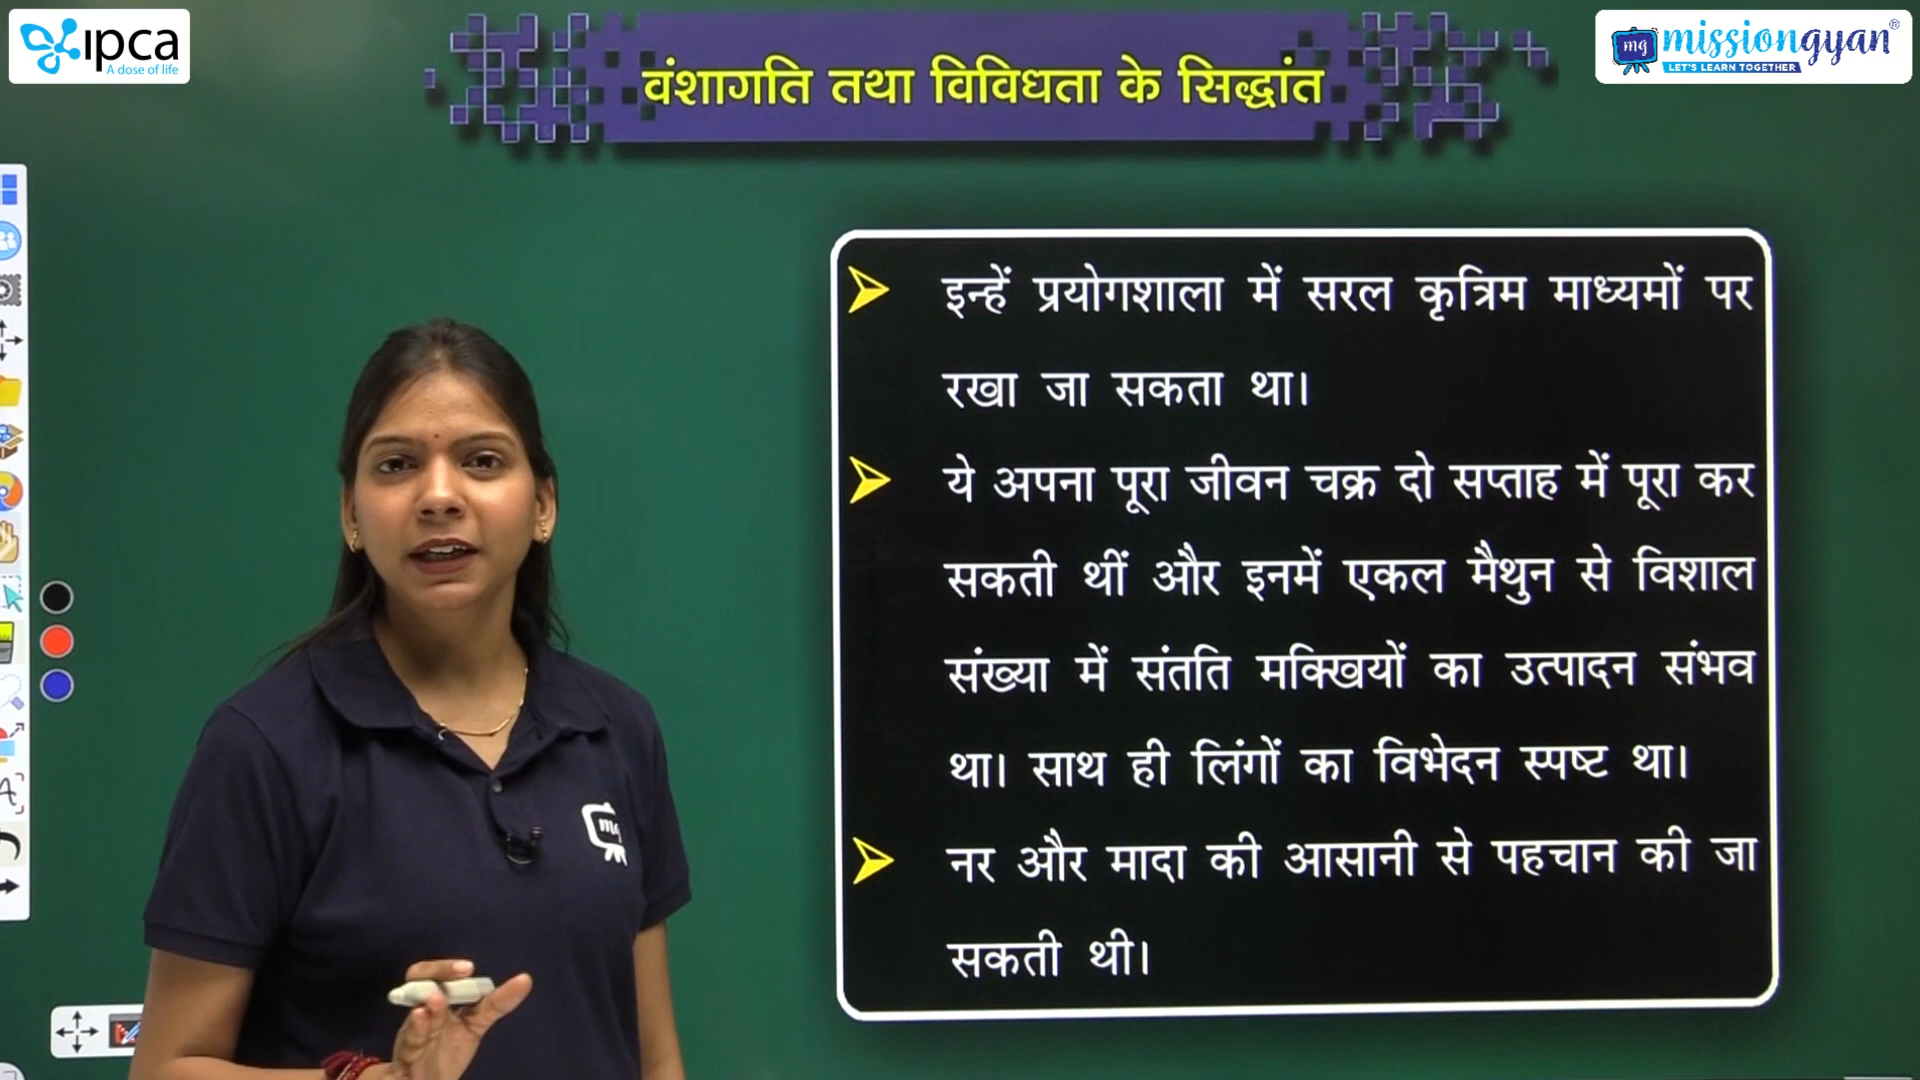 ipca
A dose of life
वंशागति तथा विविधता के सिद्धांत
mg missiongyan®
LET'S LEARN TOGETHER
इन्हें प्रयोगशाला में सरल कृत्रिम माध्यमों पर
रखा जा सकता था।
ये अपना पूरा जीवन चक्र दो सप्ताह में पूरा कर
सकती थीं और इनमें एकल मैथुन से विशाल
संख्या में संतति मक्खियों का उत्पादन संभव
था। साथ ही लिंगों का विभेदन स्पष्ट था।
नर और मादा की आसानी से पहचान की जा
सकती थी।
mg